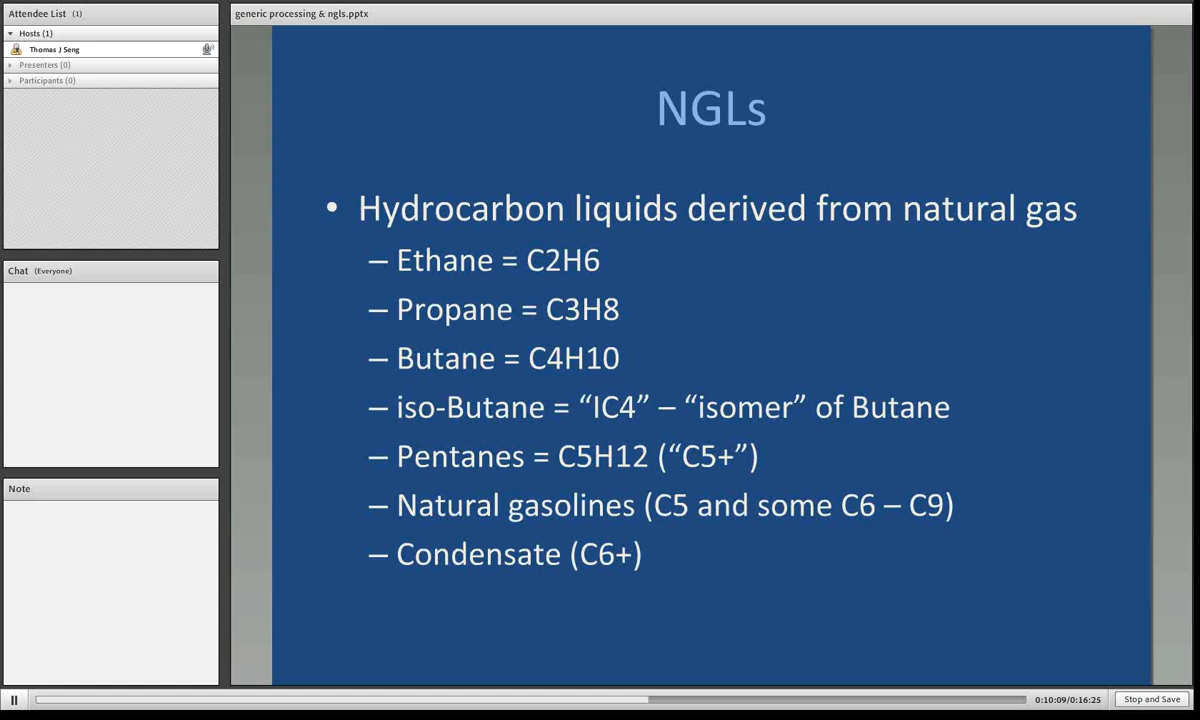 Attendee List (1)
Hosts (1)
Thomas J Seng
Presenters (0)
Participants (0)
Chat (Everyone)
Note
generic processing & ngls.pptx
NGLs
• Hydrocarbon liquids derived from natural gas
– Ethane = C2H6
– Propane = C3H8
– Butane = C4H10
– iso-Butane = “IC4” – “isomer” of Butane
– Pentanes = C5H12 (“C5+”)
– Natural gasolines (C5 and some C6 – C9)
– Condensate (C6+)
0:10:09/0:16:25
Stop and Save